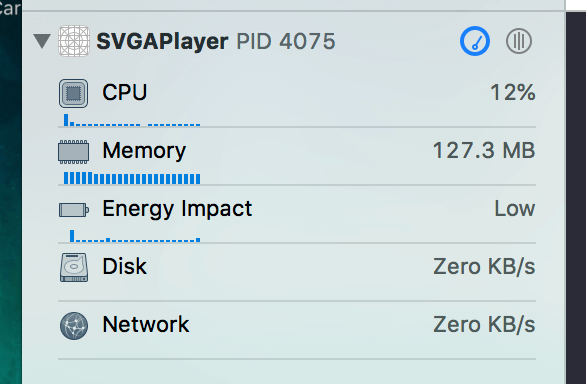 Car
SVGAPlayer PID 4075
CPU 12%
Memory 127.3 MB
Energy Impact Low
Disk Zero KB/s
Network Zero KB/s